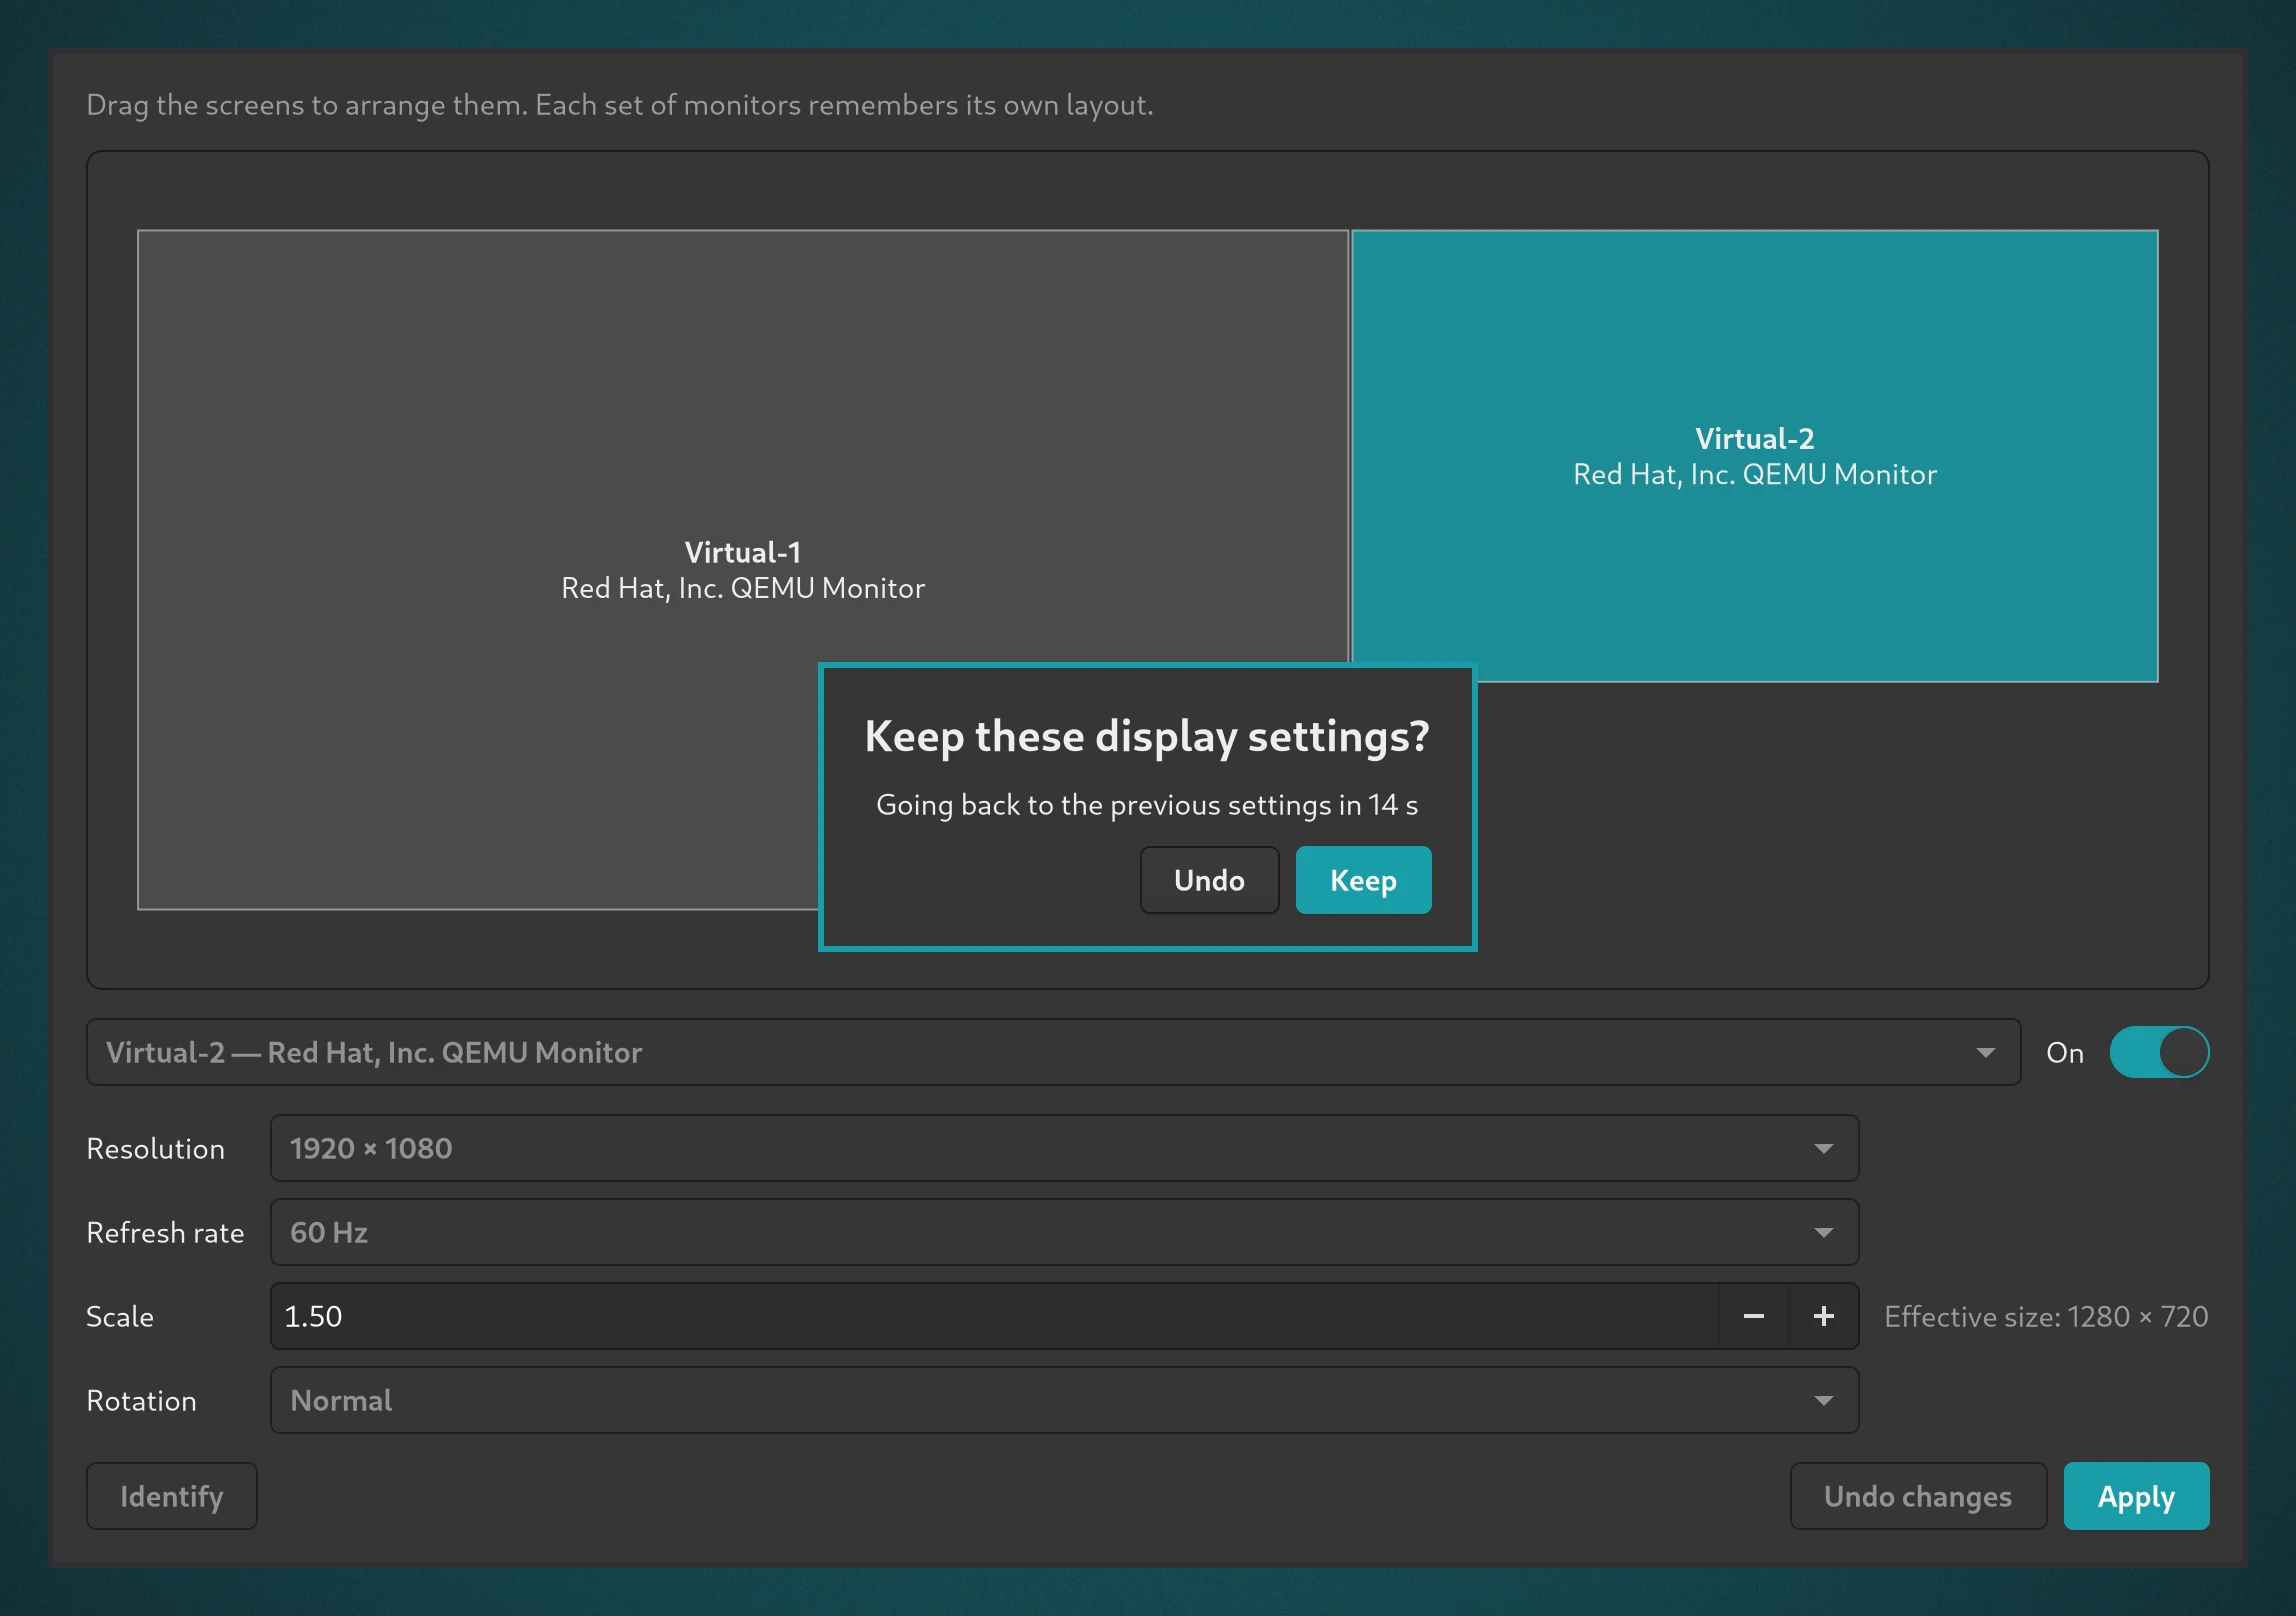 Drag the screens to arrange them. Each set of monitors remembers its own layout.
Virtual-1
Red Hat, Inc. QEMU Monitor
Virtual-2
Red Hat, Inc. QEMU Monitor
Keep these display settings?
Going back to the previous settings in 14 s
Undo
Keep
Virtual-2 — Red Hat, Inc. QEMU Monitor
On
Resolution
1920 × 1080
Refresh rate
60 Hz
Scale
1.50
Effective size: 1280 × 720
Rotation
Normal
Identify
Undo changes
Apply